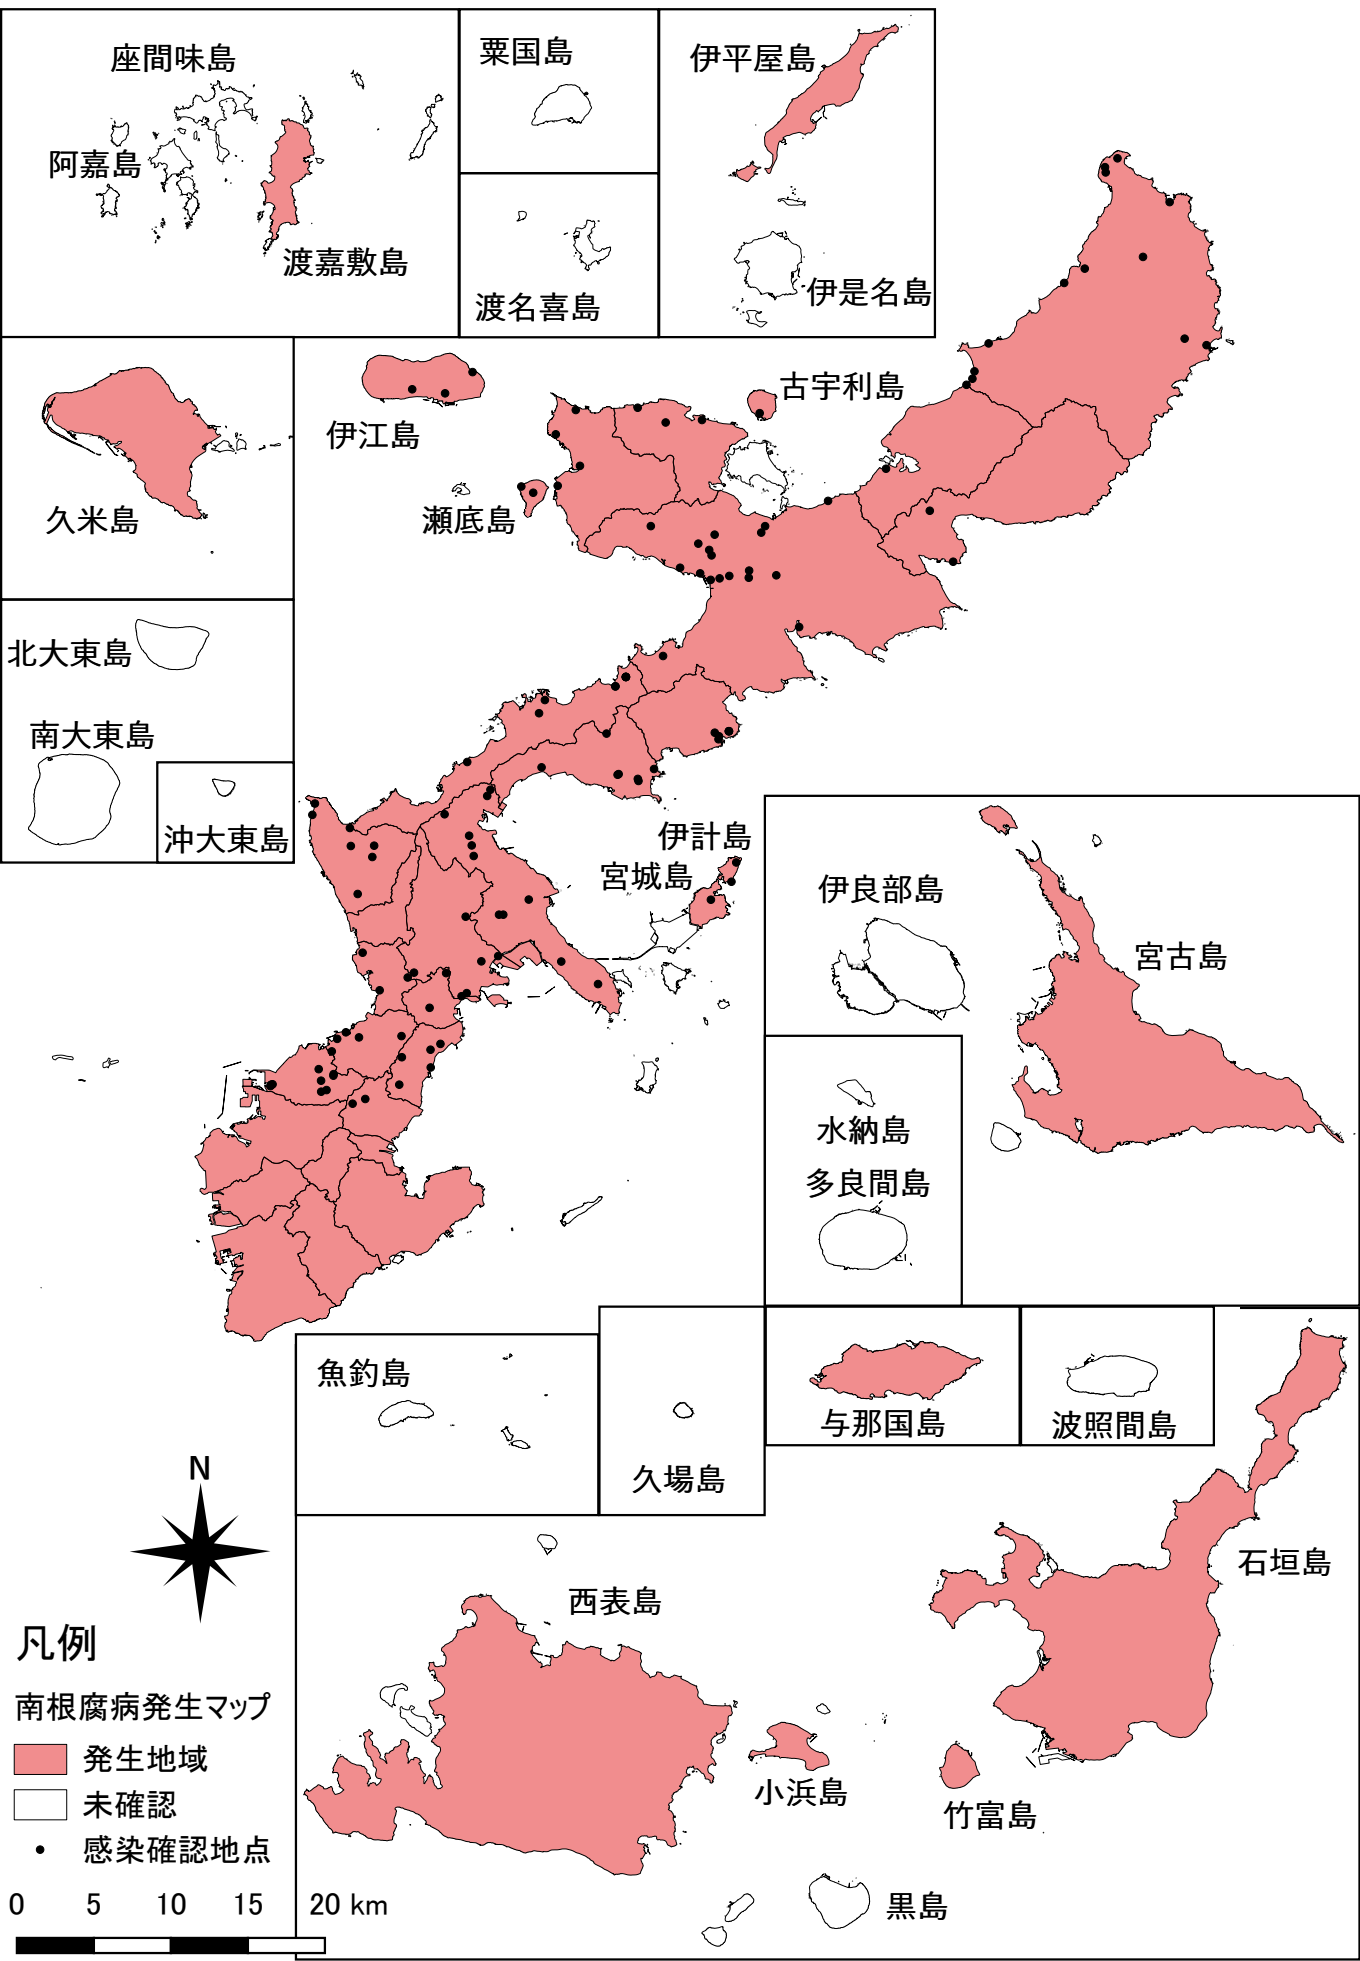 座間味島
阿嘉島
渡嘉敷島
粟国島
渡名喜島
伊平屋島
伊是名島
久米島
伊江島
古宇利島
瀬底島
北大東島
南大東島
沖大東島
伊計島
宮城島
伊良部島
宮古島
水納島
多良間島
魚釣島
久場島
与那国島
波照間島
石垣島
西表島
小浜島
竹富島
黒島
N
凡例
南根腐病発生マップ
発生地域
未確認
感染確認地点
0 5 10 15 20 km